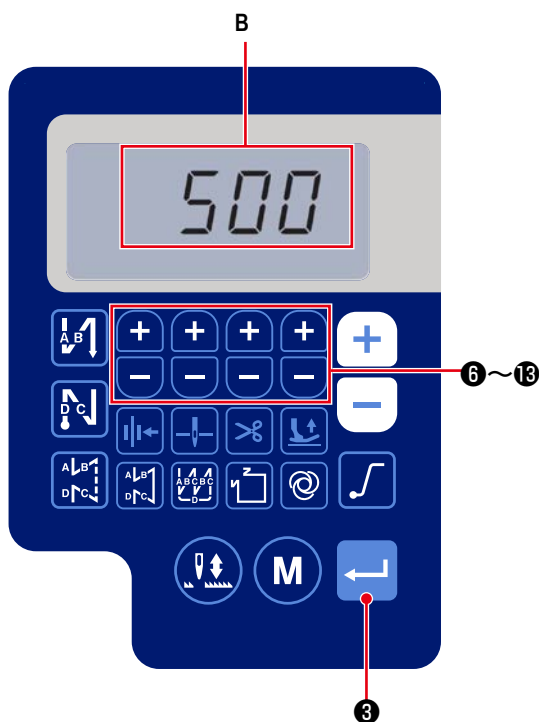 B
500
A B
+ + + + +
- - - - -
❻～⓭
D C
A B
D C
A B
D C
A B C B C
D
M
❸